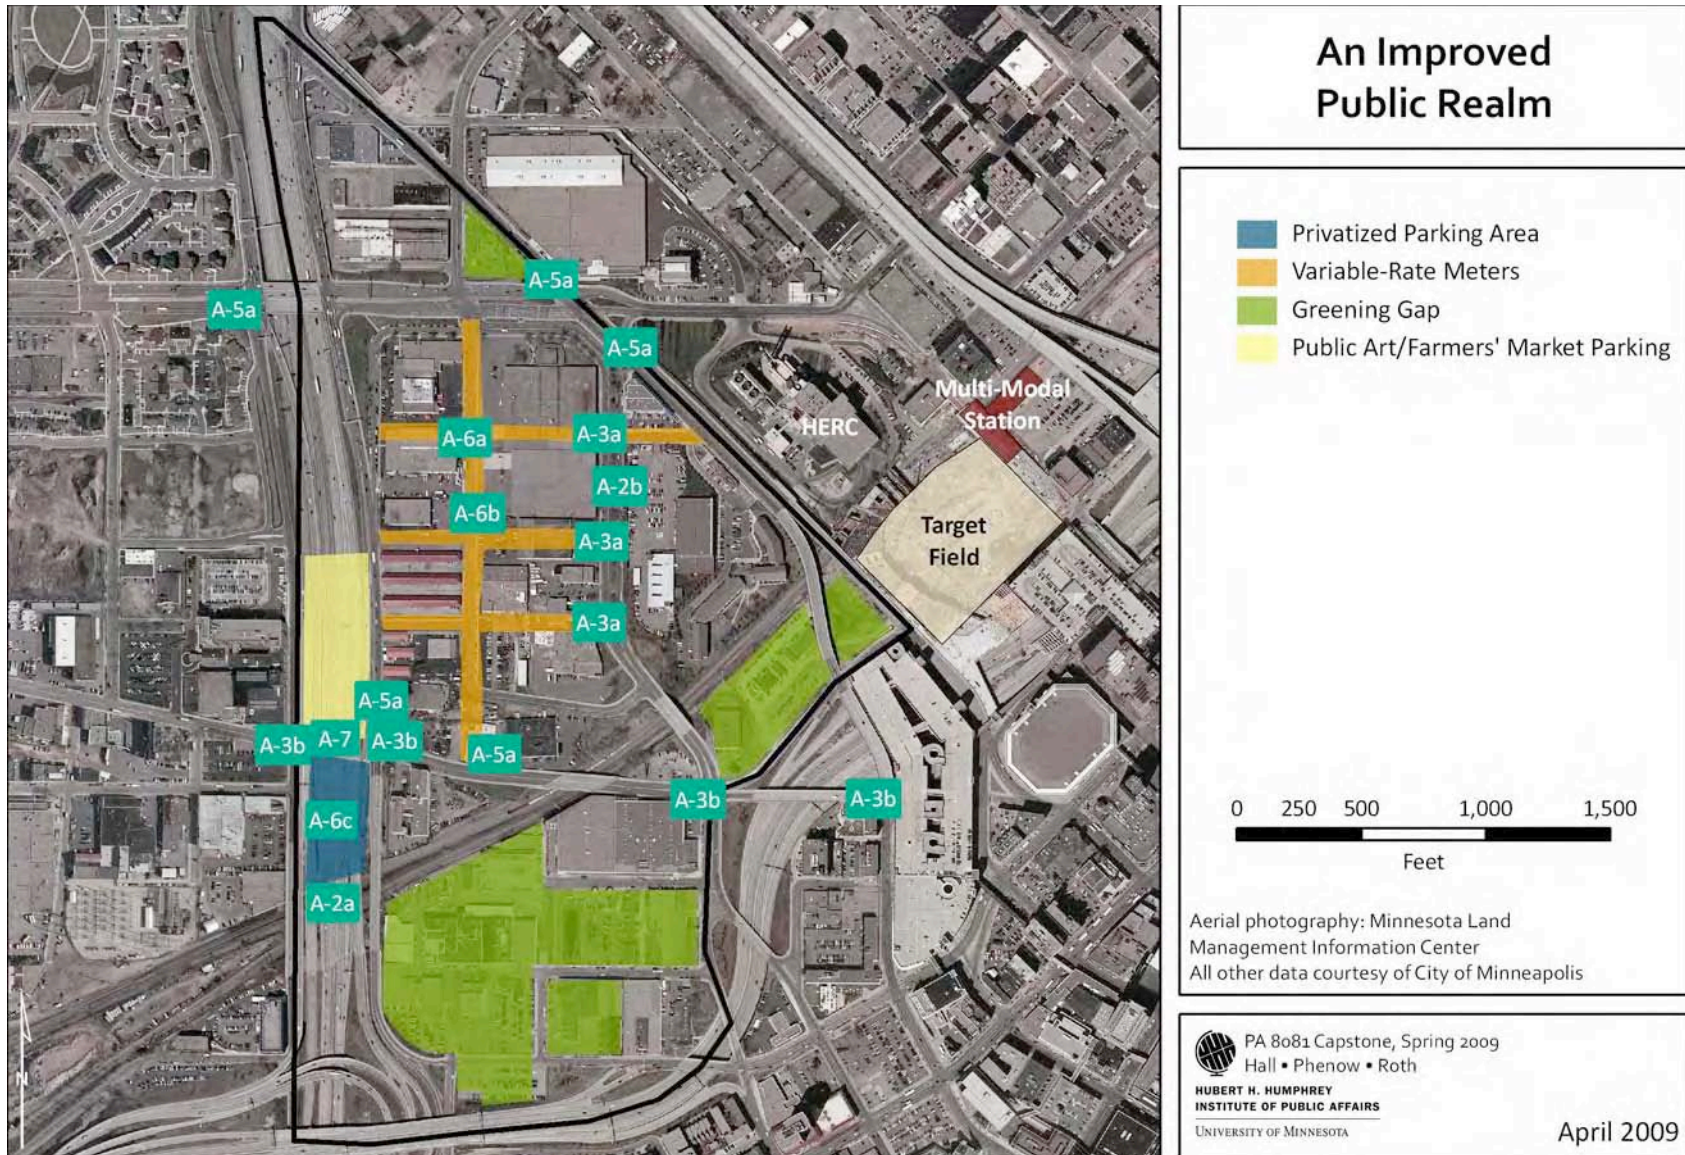 An Improved
Public Realm
Privatized Parking Area
Variable-Rate Meters
Greening Gap
Public Art/Farmers' Market Parking
A-5a
A-5a
A-5a
Multi-Modal
Station
HERC
A-6a
A-3a
A-2b
A-6b
A-3a
Target
Field
A-3a
A-5a
A-3b
A-7
A-3b
A-5a
A-3b
A-3b
A-6c
A-2a
N
0 250 500 1,000 1,500
Feet
Aerial photography: Minnesota Land
Management Information Center
All other data courtesy of City of Minneapolis
PA 8081 Capstone, Spring 2009
Hall • Phenow • Roth
HUBERT H. HUMPHREY
INSTITUTE OF PUBLIC AFFAIRS
UNIVERSITY OF MINNESOTA
April 2009